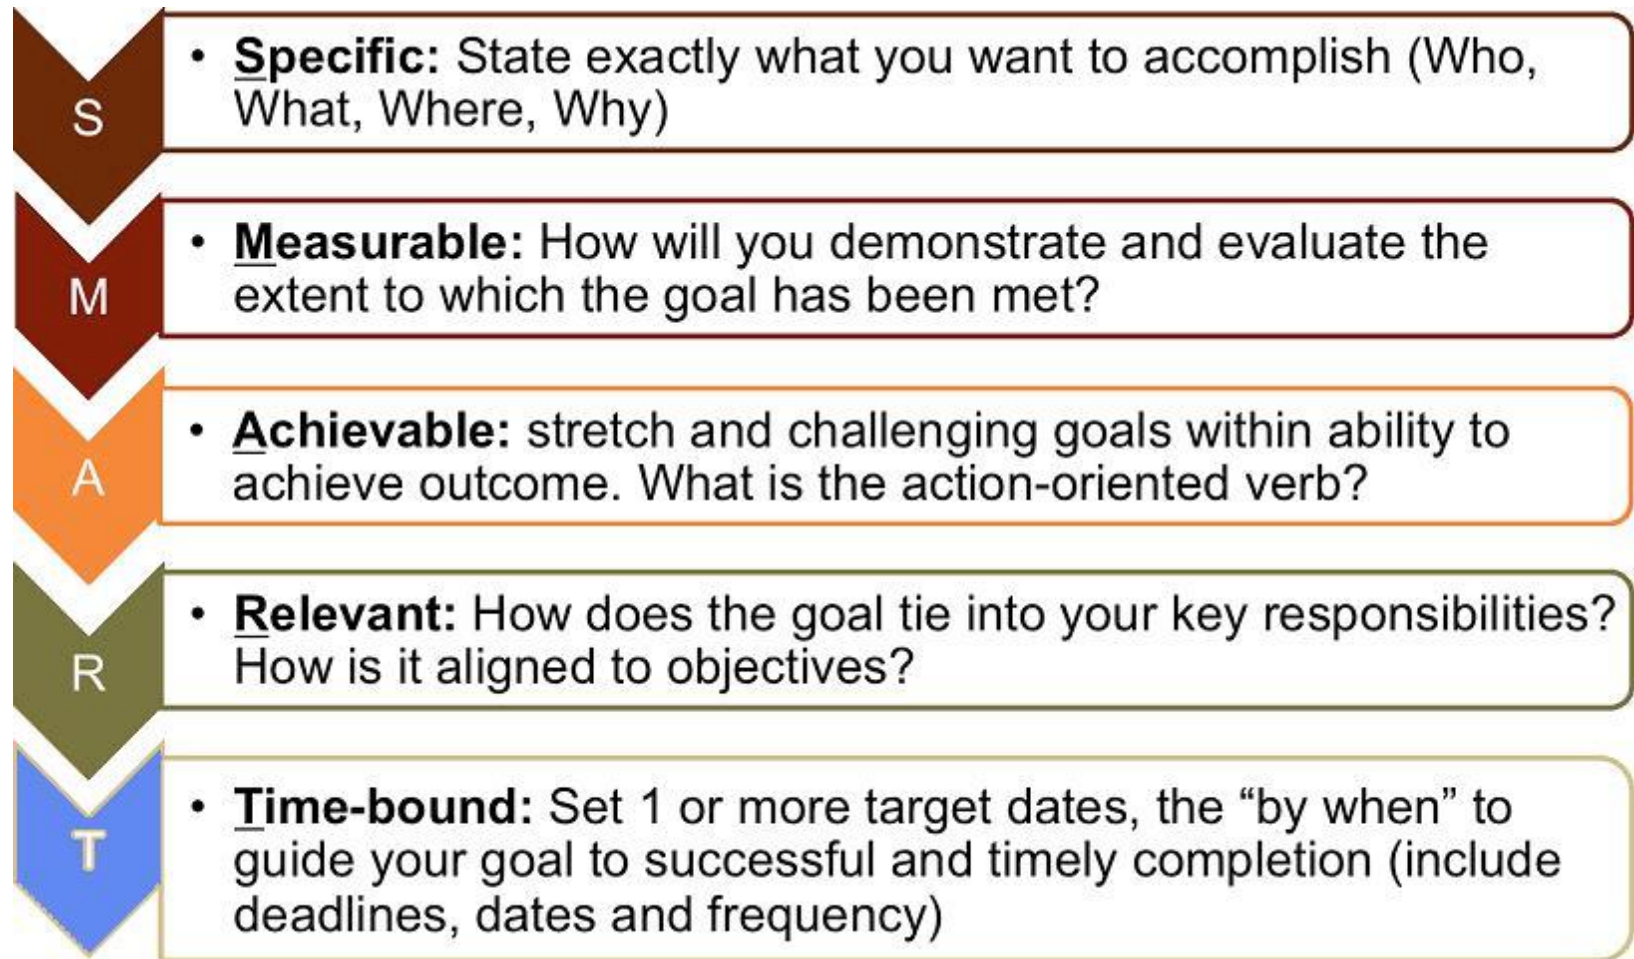 S
• Specific: State exactly what you want to accomplish (Who,
What, Where, Why)
M
• Measurable: How will you demonstrate and evaluate the
extent to which the goal has been met?
A
• Achievable: stretch and challenging goals within ability to
achieve outcome. What is the action-oriented verb?
R
• Relevant: How does the goal tie into your key responsibilities?
How is it aligned to objectives?
T
• Time-bound: Set 1 or more target dates, the “by when” to
guide your goal to successful and timely completion (include
deadlines, dates and frequency)